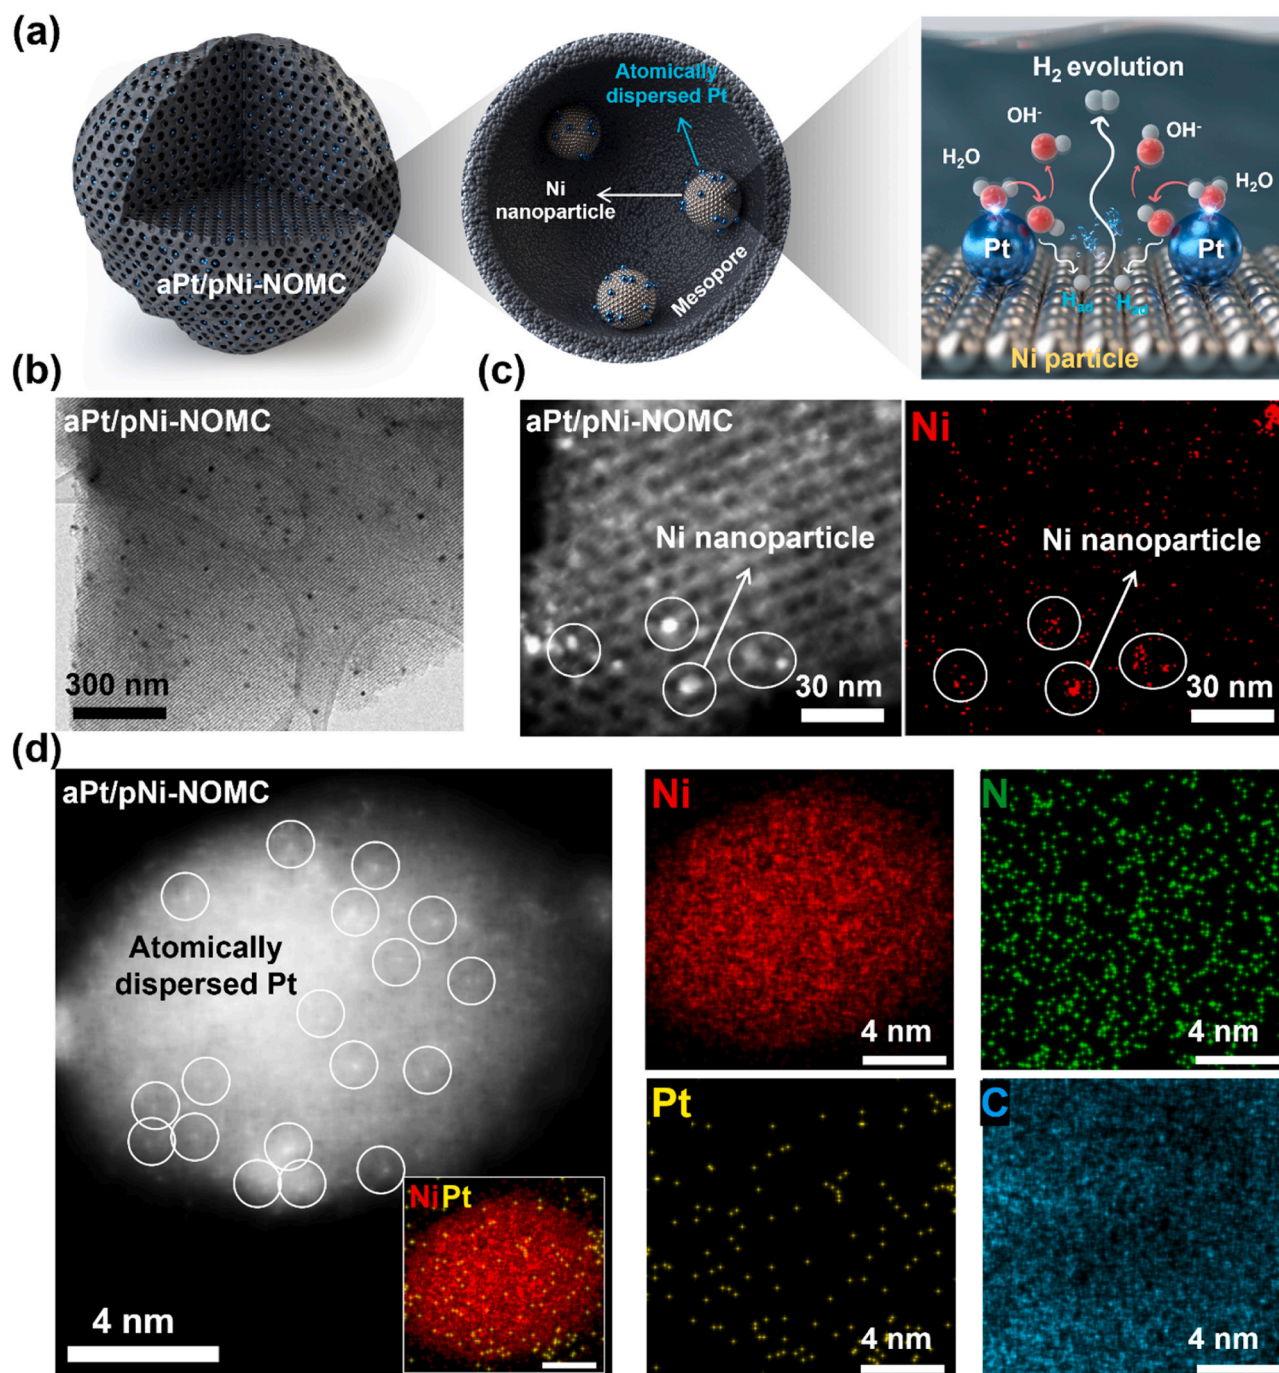 (a)
aPt/pNi-NOMC
Atomically
dispersed Pt
Ni
nanoparticle
Mesopore
H₂ evolution
OH⁻
OH⁻
H₂O
H₂O
Pt
Pt
H_ad
H_ad
Ni particle
(b)
aPt/pNi-NOMC
300 nm
(c)
aPt/pNi-NOMC
Ni nanoparticle
30 nm
Ni
Ni nanoparticle
30 nm
(d)
aPt/pNi-NOMC
Atomically
dispersed Pt
4 nm
NiPt
Ni
4 nm
N
4 nm
Pt
4 nm
C
4 nm